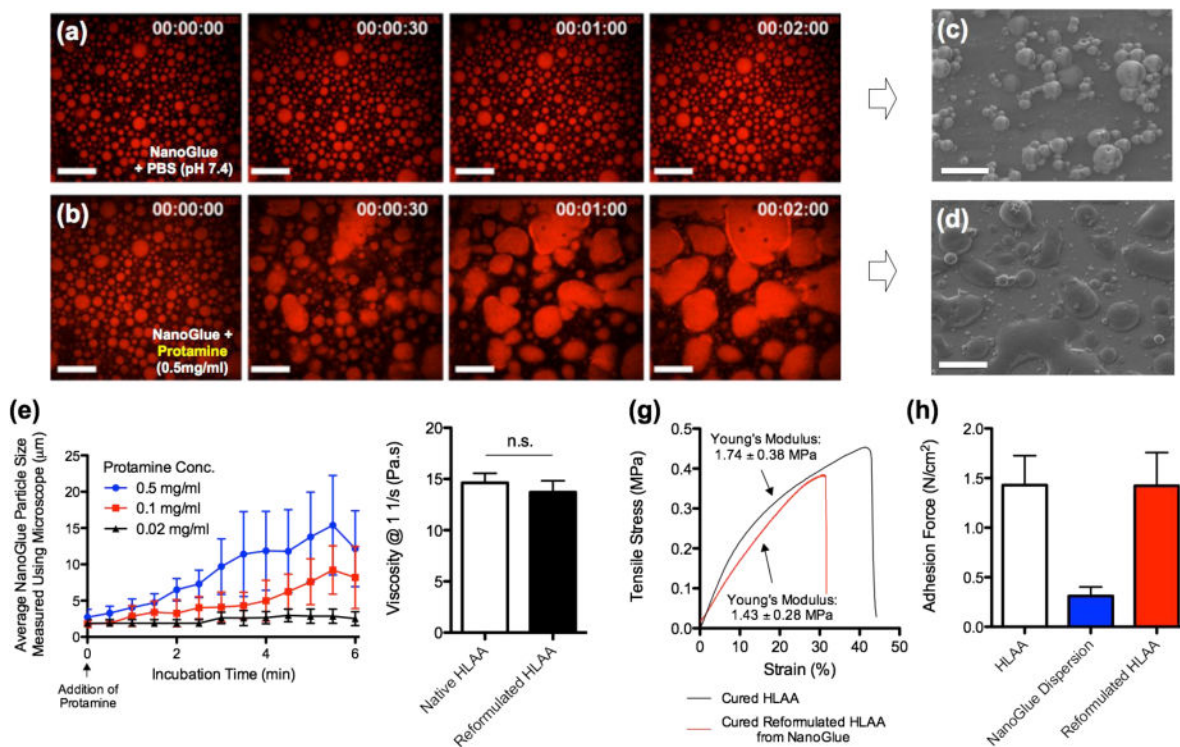 (a)
00:00:00
00:00:30
00:01:00
00:02:00
NanoGlue
+ PBS (pH 7.4)
(c)
(b)
00:00:00
00:00:30
00:01:00
00:02:00
NanoGlue +
Protamine
(0.5mg/ml)
(d)
(e)
Average NanoGlue Particle Size
Measured Using Microscope (μm)
25
20
15
10
5
0
Protamine Conc.
0.5 mg/ml
0.1 mg/ml
0.02 mg/ml
0
2
4
6
Incubation Time (min)
Addition of
Protamine
Viscosity @ 1 1/s (Pa.s)
20
15
10
5
0
n.s.
Native HLAA
Reformulated HLAA
(g)
Tensile Stress (MPa)
0.5
0.4
0.3
0.2
0.1
0.0
Young's Modulus:
1.74 ± 0.38 MPa
Young's Modulus:
1.43 ± 0.28 MPa
0
10
20
30
40
50
Strain (%)
Cured HLAA
Cured Reformulated HLAA
from NanoGlue
(h)
Adhesion Force (N/cm²)
2.0
1.5
1.0
0.5
0.0
HLAA
NanoGlue Dispersion
Reformulated HLAA